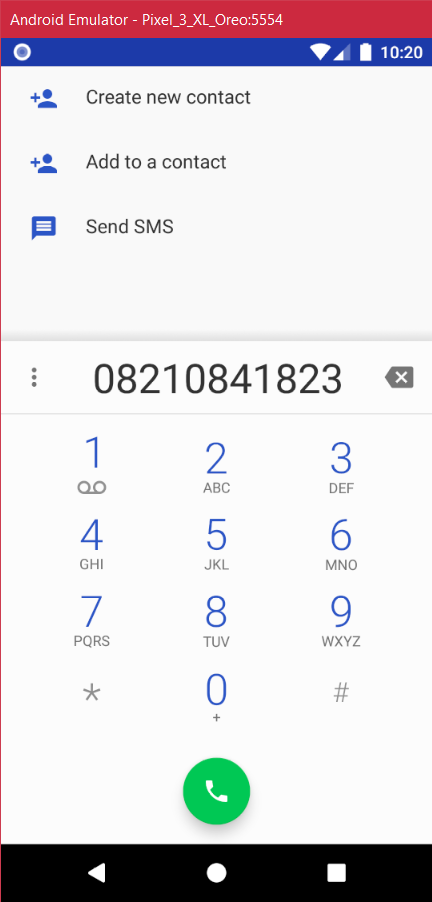 Android Emulator - Pixel_3_XL_Oreo:5554
10:20
Create new contact
Add to a contact
Send SMS
08210841823
1 2 3
ABC DEF
4 5 6
GHI JKL MNO
7 8 9
PQRS TUV WXYZ
* 0 #
+